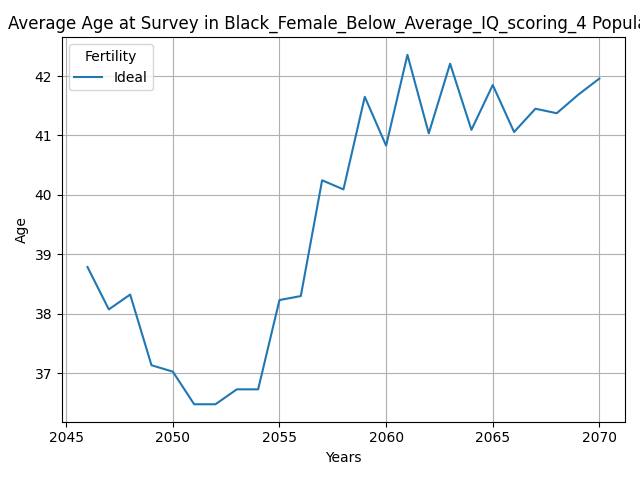 Average Age at Survey in Black_Female_Below_Average_IQ_scoring_4
Fertility
Ideal
42
41
40
39
38
37
Age
2045 2050 2055 2060 2065 2070
Years